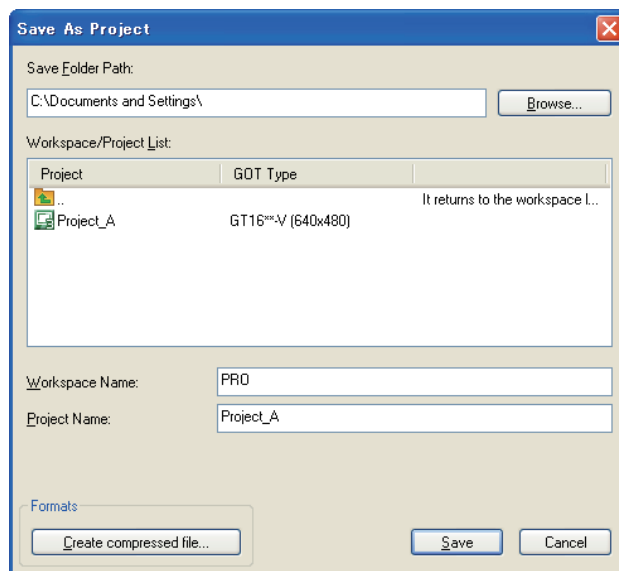 Save As Project
Save Folder Path:
C:\Documents and Settings\
Browse...
Workspace/Project List:
Project GOT Type
.. It returns to the workspace l...
Project_A GT16**-V (640x480)
Workspace Name: PRO
Project Name: Project_A
Formats
Create compressed file... Save Cancel